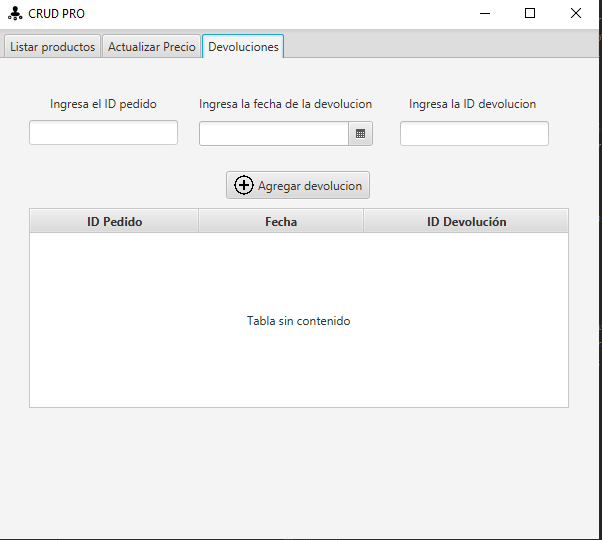 CRUD PRO
Listar productos Actualizar Precio Devoluciones
Ingresa el ID pedido Ingresa la fecha de la devolucion Ingresa la ID devolucion
Agregar devolucion
ID Pedido Fecha ID Devolución
Tabla sin contenido